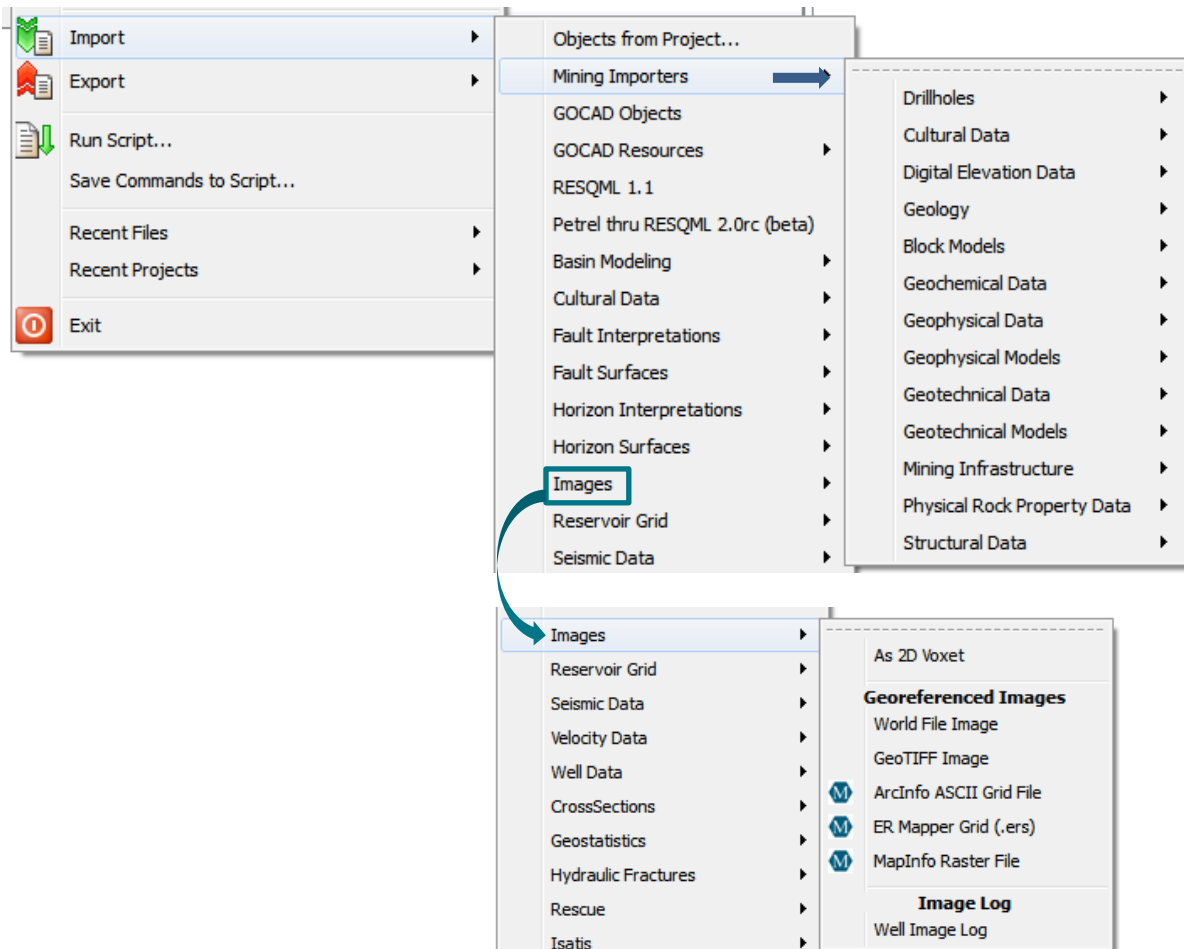 Import
Export
Run Script...
Save Commands to Script...
Recent Files
Recent Projects
Exit
Objects from Project...
Mining Importers
GOCAD Objects
GOCAD Resources
RESQML 1.1
Petrel thru RESQML 2.0rc (beta)
Basin Modeling
Cultural Data
Fault Interpretations
Fault Surfaces
Horizon Interpretations
Horizon Surfaces
Images
Reservoir Grid
Seismic Data
Drillholes
Cultural Data
Digital Elevation Data
Geology
Block Models
Geochemical Data
Geophysical Data
Geophysical Models
Geotechnical Data
Geotechnical Models
Mining Infrastructure
Physical Rock Property Data
Structural Data
Images
Reservoir Grid
Seismic Data
Velocity Data
Well Data
CrossSections
Geostatistics
Hydraulic Fractures
Rescue
Isatis
As 2D Voxet
Georeferenced Images
World File Image
GeoTIFF Image
M ArcInfo ASCII Grid File
M ER Mapper Grid (.ers)
M MapInfo Raster File
Image Log
Well Image Log